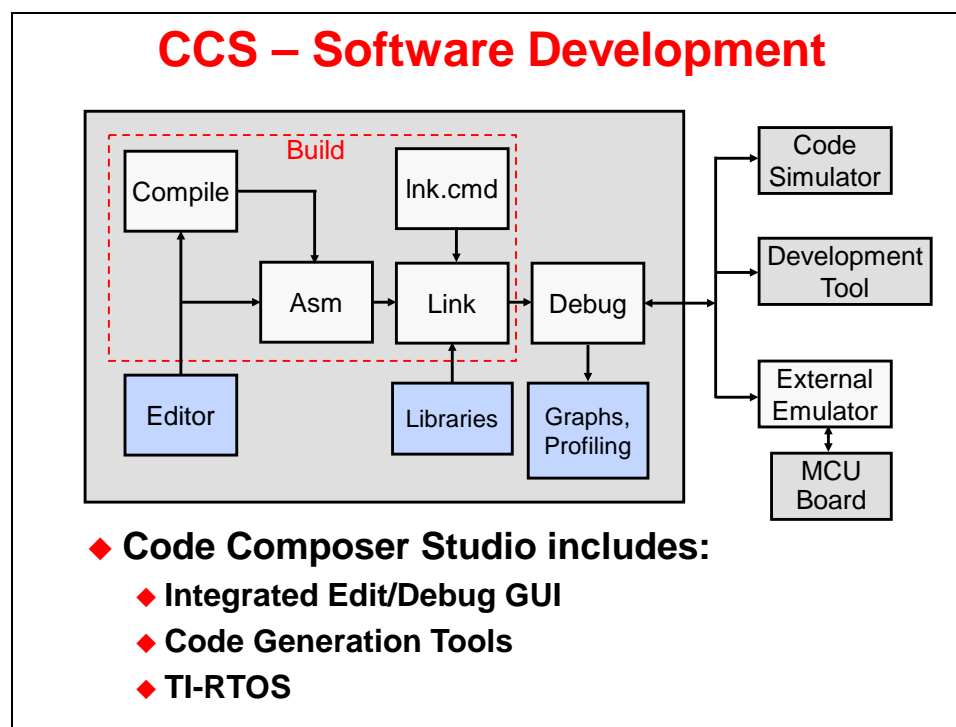 CCS – Software Development
Build
Compile
lnk.cmd
Asm
Link
Debug
Editor
Libraries
Graphs,
Profiling
Code
Simulator
Development
Tool
External
Emulator
MCU
Board
Code Composer Studio includes:
Integrated Edit/Debug GUI
Code Generation Tools
TI-RTOS